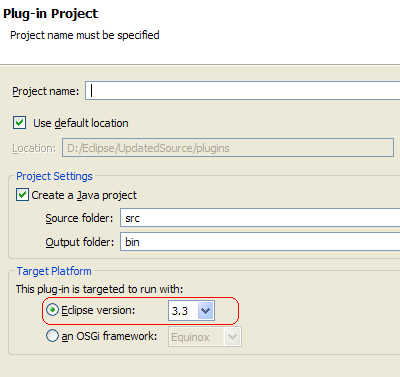 Plug-in Project
Project name must be specified
Project name:
Use default location
Location: D:/Eclipse/UpdatedSource/plugins
Project Settings
Create a Java project
Source folder: src
Output folder: bin
Target Platform
This plug-in is targeted to run with:
Eclipse version: 3.3
an OSGi framework: Equinox